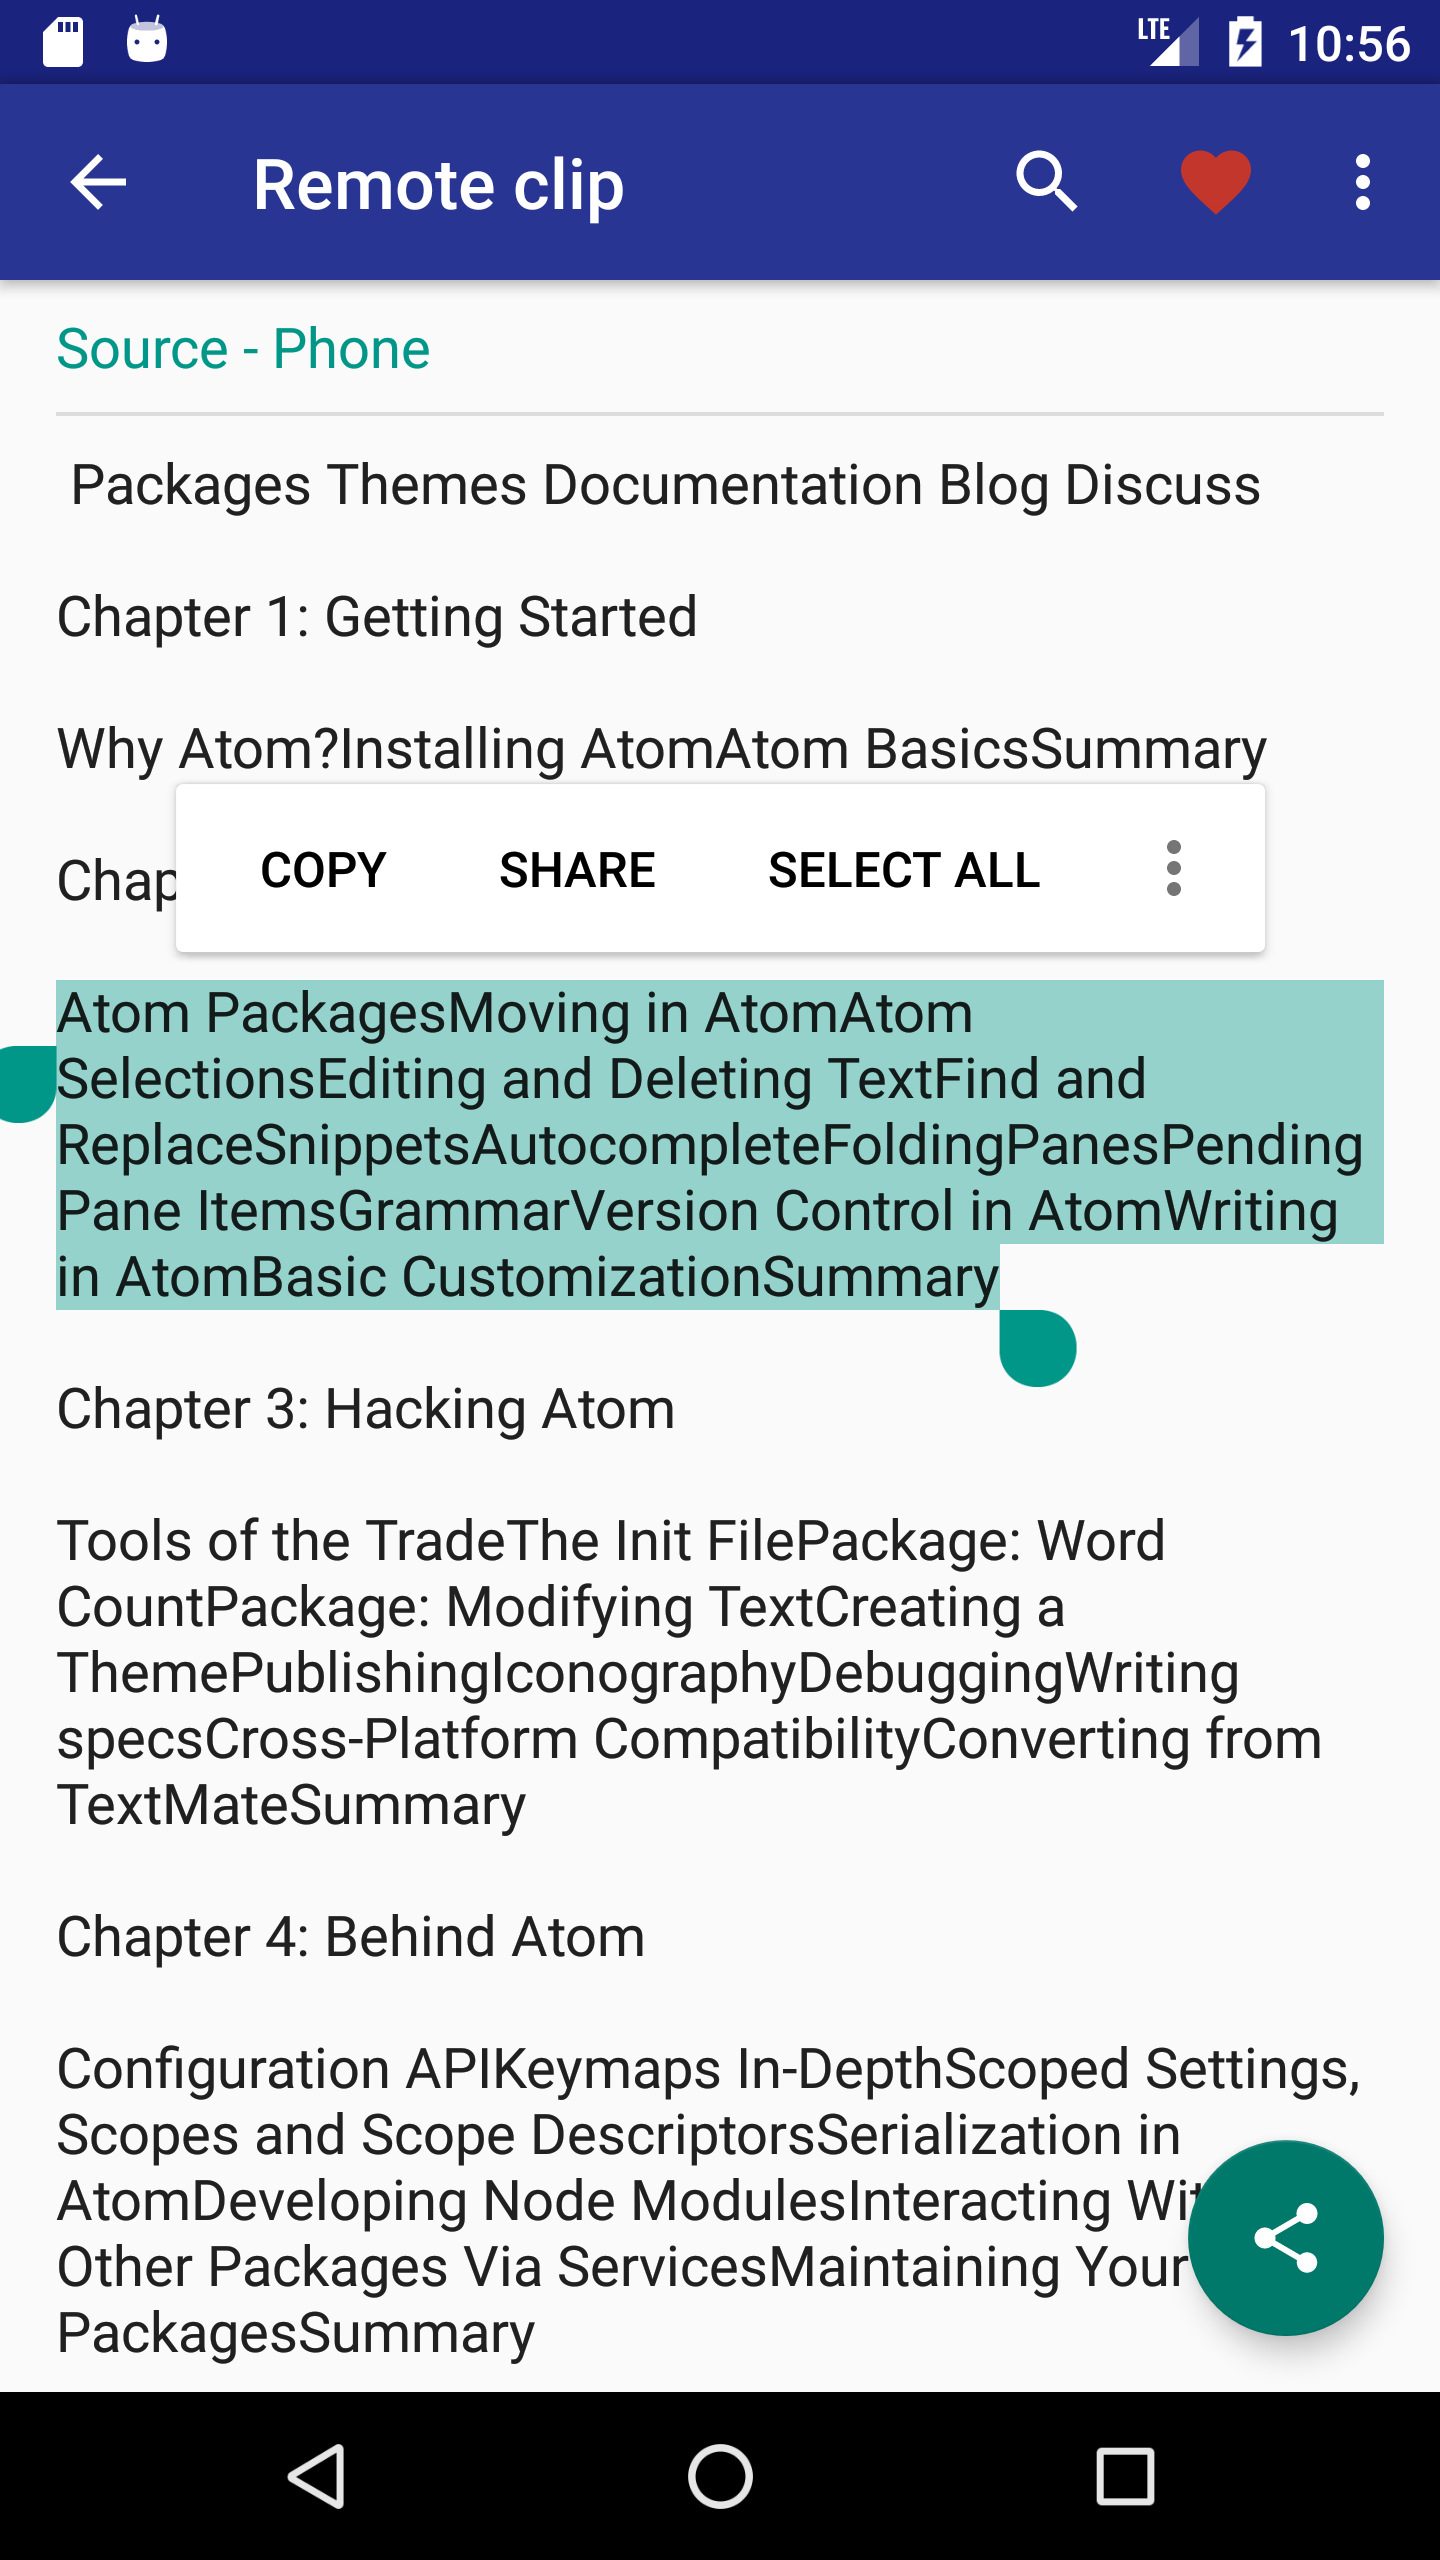 LTE 10:56
Remote clip
Source - Phone
Packages Themes Documentation Blog Discuss
Chapter 1: Getting Started
Why Atom?Installing AtomAtom BasicsSummary
COPY SHARE SELECT ALL
Chap
Atom PackagesMoving in AtomAtom
SelectionsEditing and Deleting TextFind and
ReplaceSnippetsAutocompleteFoldingPanesPending
Pane ItemsGrammarVersion Control in AtomWriting
in AtomBasic CustomizationSummary
Chapter 3: Hacking Atom
Tools of the TradeThe Init FilePackage: Word
CountPackage: Modifying TextCreating a
ThemePublishingIconographyDebuggingWriting
specsCross-Platform CompatibilityConverting from
TextMateSummary
Chapter 4: Behind Atom
Configuration APIKeymaps In-DepthScoped Settings,
Scopes and Scope DescriptorsSerialization in
AtomDeveloping Node ModulesInteracting Wit
Other Packages Via ServicesMaintaining Your
PackagesSummary